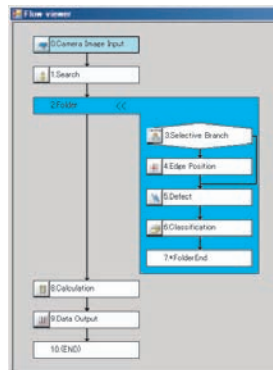 Flow viewer
0.Camera Image Input
1.Search
2.Folder <<
3.Selective Branch
4.Edge Position
5.Defect
6.Classification
7.*FolderEnd
8.Calculation
9.Data Output
10.(END)